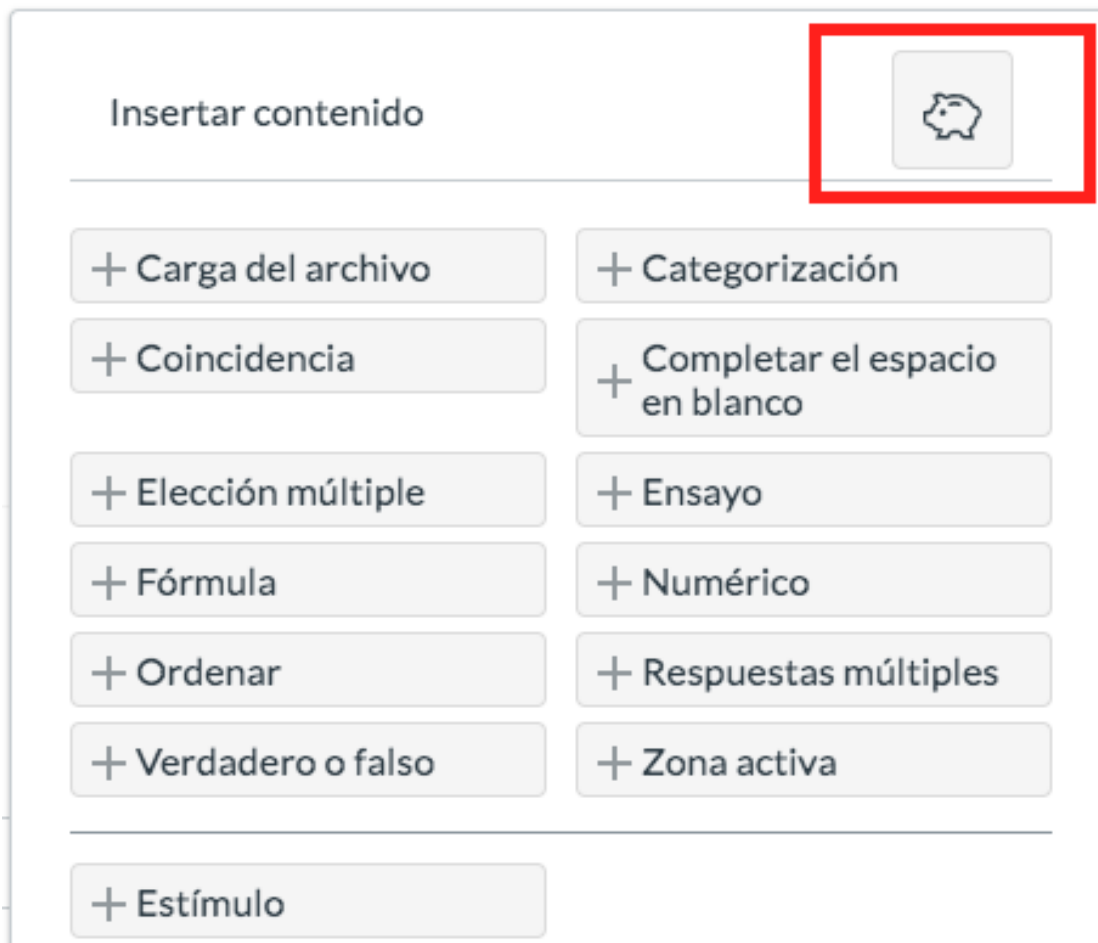 Insertar contenido
+ Carga del archivo
+ Categorización
+ Coincidencia
+ Completar el espacio
en blanco
+ Elección múltiple
+ Ensayo
+ Fórmula
+ Numérico
+ Ordenar
+ Respuestas múltiples
+ Verdadero o falso
+ Zona activa
+ Estímulo